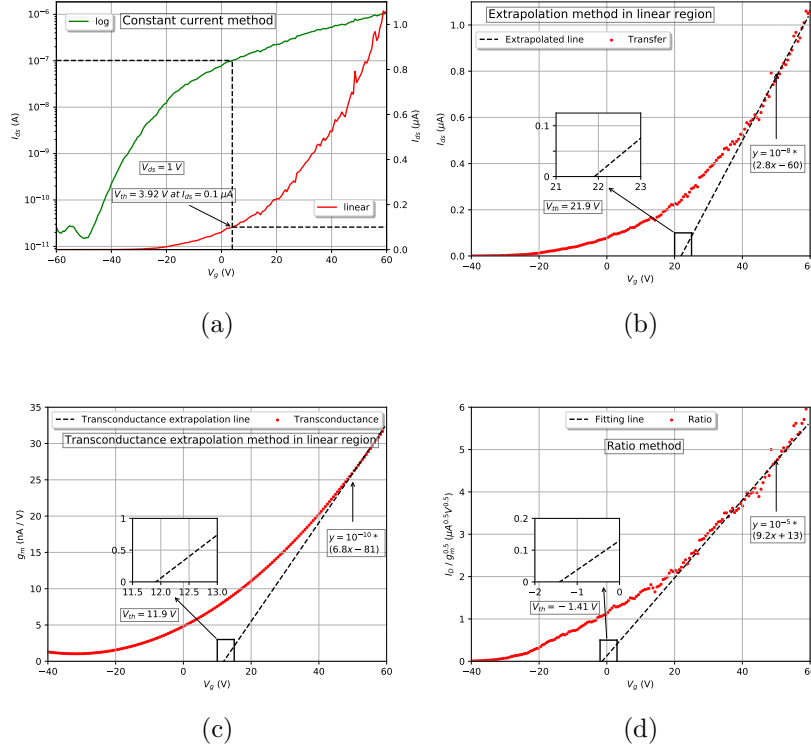 Constant current method
log
10⁻⁶
10⁻⁷
10⁻⁷
10⁻⁸
10⁻⁶
10⁻⁹
10⁻¹⁰
10⁻¹¹
I_ds (A)
1.0
0.8
0.6
0.4
0.2
0.0
I_ds (μA)
V_ds = 1 V
V_th = 3.92 V at I_ds = 0.1 μA
linear
−60 −40 −20 0 20 40 60
V_g (V)
(a)
Extrapolation method in linear region
Extrapolated line Transfer
1.0
0.8
0.6
0.4
0.2
0.0
I_ds (μA)
0.1
0
21 22 23
y = 10⁻⁸ *
(2.8x − 60)
V_th = 21.9 V
−40 −20 0 20 40 60
V_g (V)
(b)
Transconductance extrapolation line Transconductance
Transconductance extrapolation method in linear region
35
30
25
20
15
10
5
0
g_m (nA / V)
1
0.5
0
11.5 12.0 12.5 13.0
y = 10⁻¹⁰ *
(6.8x − 81)
V_th = 11.9 V
−40 −20 0 20 40 60
V_g (V)
(c)
Fitting line Ratio
Ratio method
6
5
4
3
2
1
0
I_D / g_m^0.5 (μA^0.5V^0.5)
0.2
0.1
0
−2 −1 0
y = 10⁻⁵ *
(9.2x + 13)
V_th = − 1.41 V
−40 −20 0 20 40 60
V_g (V)
(d)